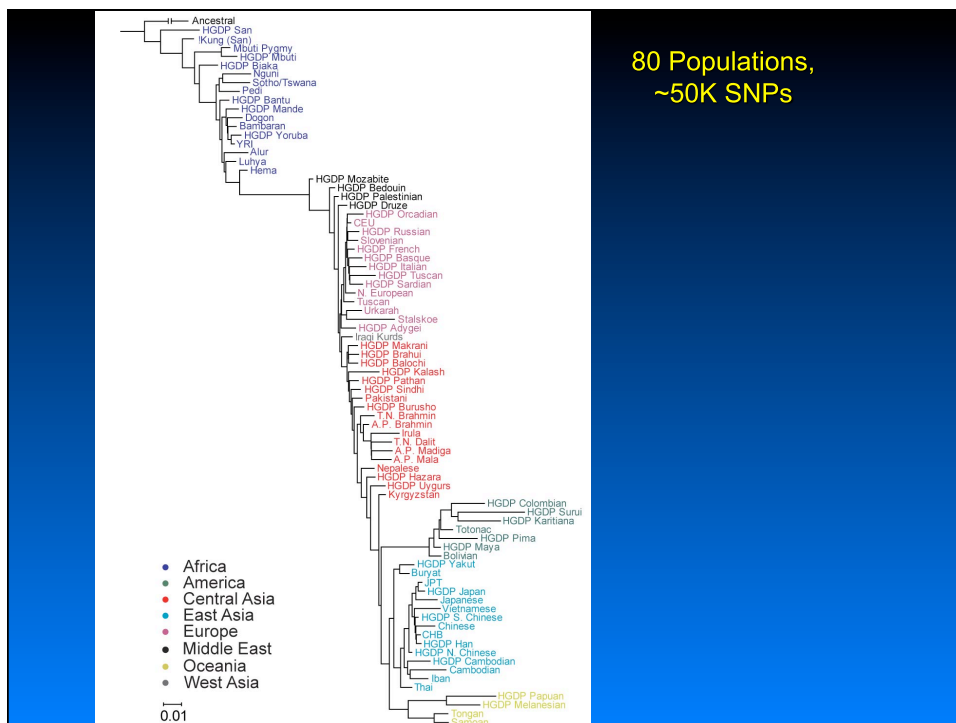 Ancestral
HGDP San
!Kung (San)
Mbuti Pygmy
HGDP Mbuti
HGDP Biaka
Nguni
Sotho/Tswana
Pedi
HGDP Bantu
HGDP Mande
Dogon
Bambaran
HGDP Yoruba
YRI
Alur
Luhya
Hema
HGDP Mozabite
HGDP Bedouin
HGDP Palestinian
HGDP Druze
HGDP Orcadian
CEU
HGDP Russian
Slovenian
HGDP French
HGDP Basque
HGDP Italian
HGDP Tuscan
HGDP Sardian
N. European
Tuscan
Urkarah
Stalskoe
HGDP Adygei
Iraqi Kurds
HGDP Makrani
HGDP Brahui
HGDP Balochi
HGDP Kalash
HGDP Pathan
HGDP Sindhi
Pakistani
HGDP Burusho
T.N. Brahmin
A.P. Brahmin
Irula
T.N. Dalit
A.P. Madiga
A.P. Mala
Nepalese
HGDP Hazara
HGDP Uygurs
Kyrgyzstan
HGDP Colombian
HGDP Surui
HGDP Karitiana
Totonac
HGDP Pima
HGDP Maya
Bolivian
HGDP Yakut
Buryat
JPT
HGDP Japan
Japanese
Vietnamese
HGDP S. Chinese
Chinese
CHB
HGDP Han
HGDP N. Chinese
HGDP Cambodian
Cambodian
Iban
Thai
HGDP Papuan
HGDP Melanesian
Tongan
Africa
America
Central Asia
East Asia
Europe
Middle East
Oceania
West Asia
0.01
80 Populations,
~50K SNPs